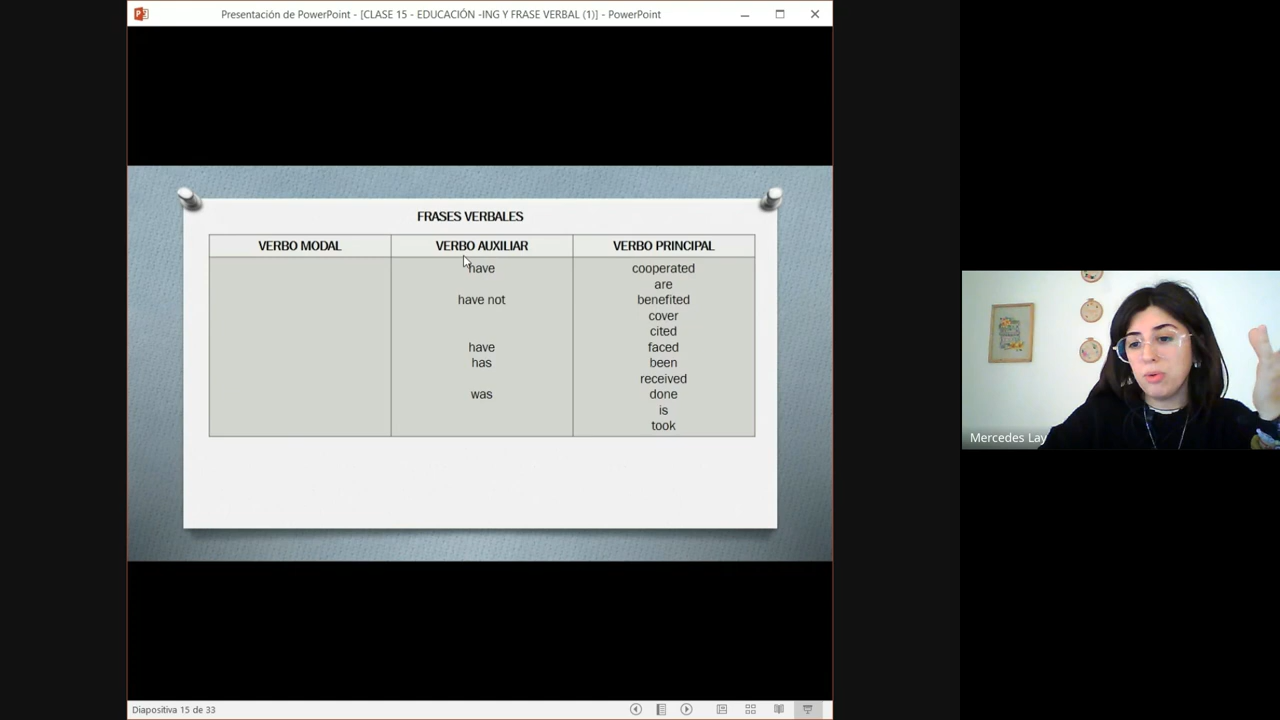 Presentación de PowerPoint - [CLASE 15 - EDUCACIÓN -ING Y FRASE VERBAL (1)] - PowerPoint
FRASES VERBALES
VERBO MODAL VERBO AUXILIAR VERBO PRINCIPAL
have cooperated
are
have not benefited
cover
cited
have faced
has been
received
was done
is
took
Mercedes Lay
Diapositiva 15 de 33